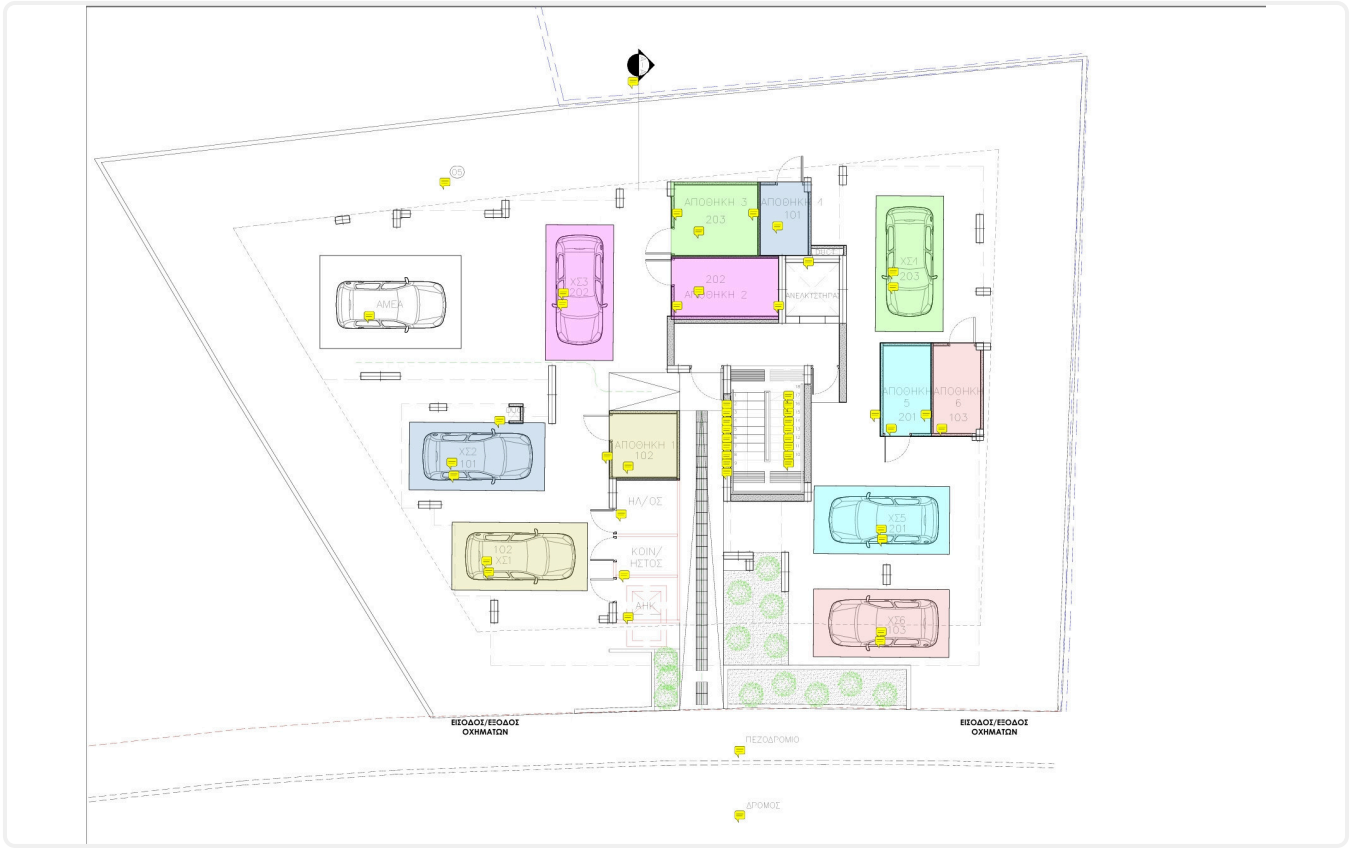 05
ΑΠΟΘΗΚΗ 3
203
ΑΠΟΘΗΚΗ 4
101
202
ΑΠΟΘΗΚΗ 2
ΑΝΕΛΚΥΣΤΗΡΑΣ
ΧΣ4
203
ΧΣ3
202
ΑΜΕΑ
ΑΠΟΘΗΚΗ
5
201
ΑΠΟΘΗΚΗ
6
103
ΑΠΟΘΗΚΗ 1
102
ΧΣ2
101
ΗΛ/ΟΣ
ΧΣ5
201
102
ΧΣ1
ΚΟΙΝ/
ΗΣΤΟΣ
ΑΗΚ
ΧΣ6
103
ΕΙΣΟΔΟΣ/ΕΞΟΔΟΣ
ΟΧΗΜΑΤΩΝ
ΕΙΣΟΔΟΣ/ΕΞΟΔΟΣ
ΟΧΗΜΑΤΩΝ
ΠΕΖΟΔΡΟΜΙΟ
ΔΡΟΜΟΣ